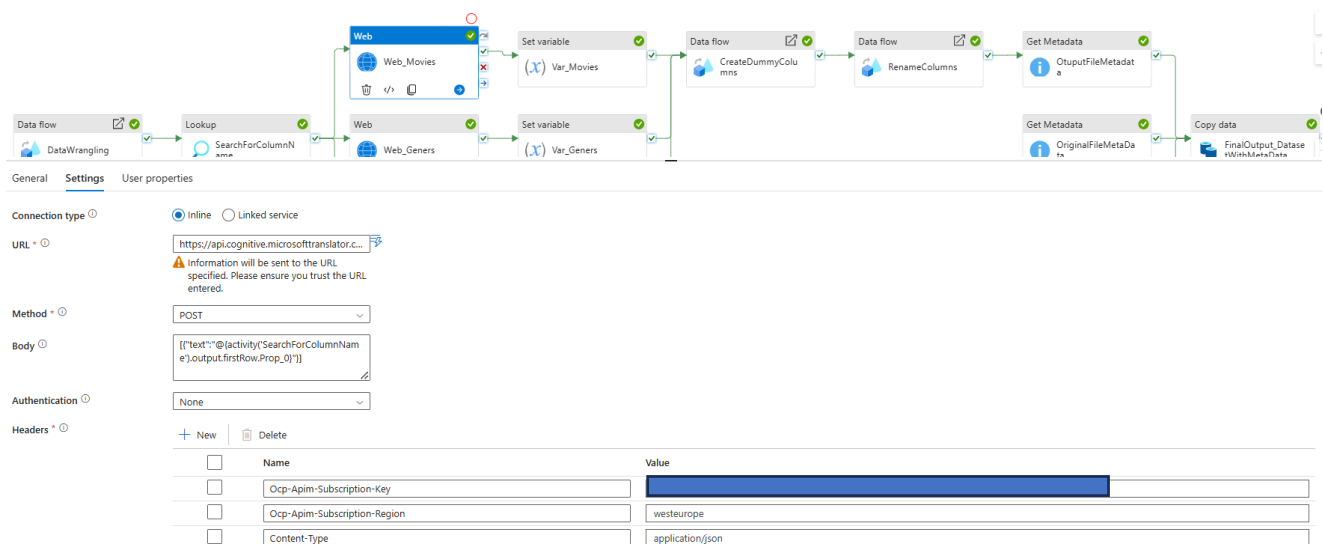 Web
Web_Movies
Set variable
(x) Var_Movies
Data flow
CreateDummyColu
mns
Data flow
RenameColumns
Get Metadata
OtuputFileMetadat
a
Data flow
DataWrangling
Lookup
SearchForColumnN
ame
Web
Web_Geners
Set variable
(x) Var_Geners
Get Metadata
OriginalFileMetaDa
ta
Copy data
FinalOutput_Datase
tWithMetaData
General Settings User properties
Connection type
Inline Linked service
URL *
https://api.cognitive.microsofttranslator.c...
Information will be sent to the URL
specified. Please ensure you trust the URL
entered.
Method *
POST
Body
[{"text":"@{activity('SearchForColumnNam
e').output.firstRow.Prop_0}"}]
Authentication
None
Headers *
New Delete
Name Value
Ocp-Apim-Subscription-Key
Ocp-Apim-Subscription-Region westeurope
Content-Type application/json